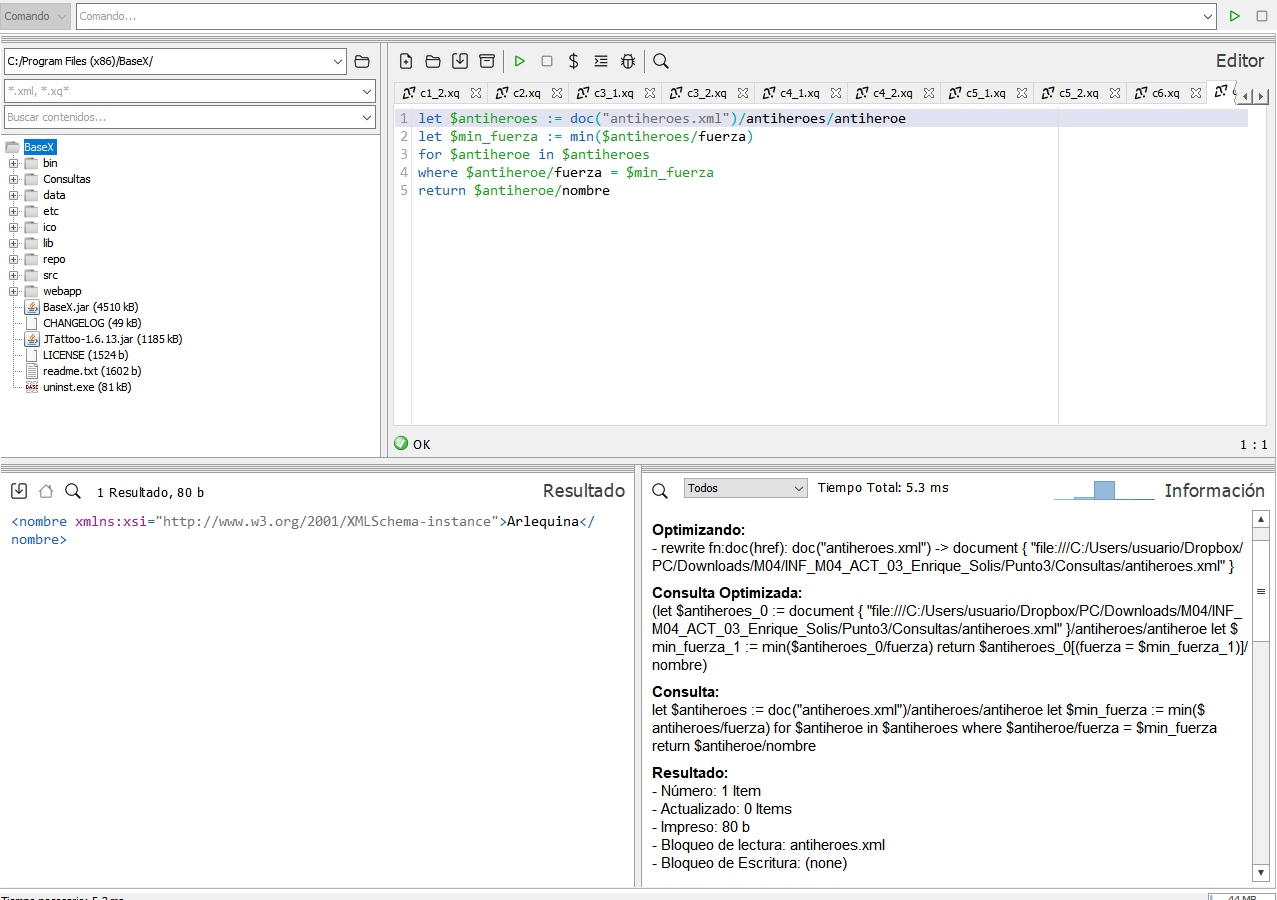 Comando
Comando...
C:/Program Files (x86)/BaseX/
*.xml, *.xq*
Buscar contenidos...
BaseX
bin
Consultas
data
etc
ico
lib
repo
src
webapp
BaseX.jar (4510 kB)
CHANGELOG (49 kB)
JTattoo-1.6.13.jar (1185 kB)
LICENSE (1524 b)
readme.txt (1602 b)
uninst.exe (81 kB)
Editor
c1_2.xq c2.xq c3_1.xq c3_2.xq c4_1.xq c4_2.xq c5_1.xq c5_2.xq c6.xq
1 let $antiheroes := doc("antiheroes.xml")/antiheroes/antiheroe
2 let $min_fuerza := min($antiheroes/fuerza)
3 for $antiheroe in $antiheroes
4 where $antiheroe/fuerza = $min_fuerza
5 return $antiheroe/nombre
OK
1 : 1
1 Resultado, 80 b
Resultado
<nombre xmlns:xsi="http://www.w3.org/2001/XMLSchema-instance">Arlequina</
nombre>
Todos
Tiempo Total: 5.3 ms
Información
Optimizando:
- rewrite fn:doc(href): doc("antiheroes.xml") -> document { "file:///C:/Users/usuario/Dropbox/
PC/Downloads/M04/INF_M04_ACT_03_Enrique_Solis/Punto3/Consultas/antiheroes.xml" }
Consulta Optimizada:
(let $antiheroes_0 := document { "file:///C:/Users/usuario/Dropbox/PC/Downloads/M04/INF_
M04_ACT_03_Enrique_Solis/Punto3/Consultas/antiheroes.xml" }/antiheroes/antiheroe let $
min_fuerza_1 := min($antiheroes_0/fuerza) return $antiheroes_0[(fuerza = $min_fuerza_1)]/
nombre)
Consulta:
let $antiheroes := doc("antiheroes.xml")/antiheroes/antiheroe let $min_fuerza := min($
antiheroes/fuerza) for $antiheroe in $antiheroes where $antiheroe/fuerza = $min_fuerza
return $antiheroe/nombre
Resultado:
- Número: 1 Item
- Actualizado: 0 Items
- Impreso: 80 b
- Bloqueo de lectura: antiheroes.xml
- Bloqueo de Escritura: (none)
44 MB